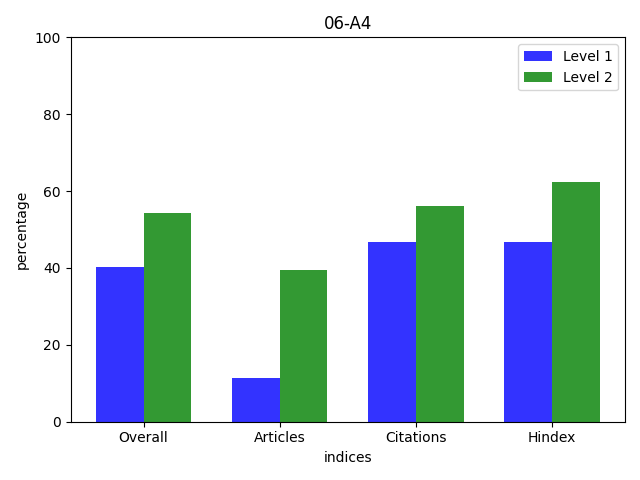 06-A4
100
80
60
40
20
0
percentage
Level 1
Level 2
Overall Articles Citations Hindex
indices